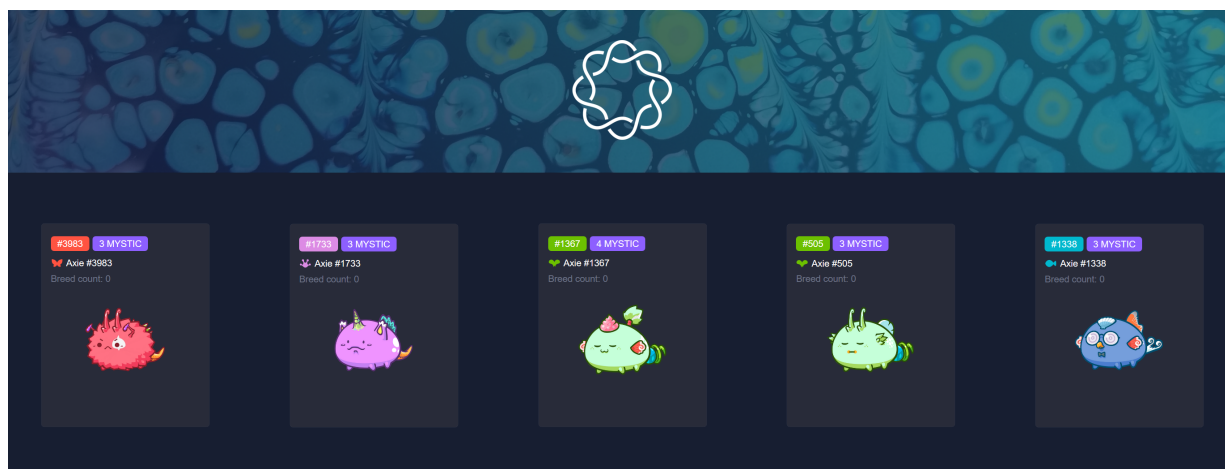 #3983 3 MYSTIC
Axie #3983
Breed count: 0
#1733 3 MYSTIC
Axie #1733
Breed count: 0
#1367 4 MYSTIC
Axie #1367
Breed count: 0
#505 3 MYSTIC
Axie #505
Breed count: 0
#1338 3 MYSTIC
Axie #1338
Breed count: 0